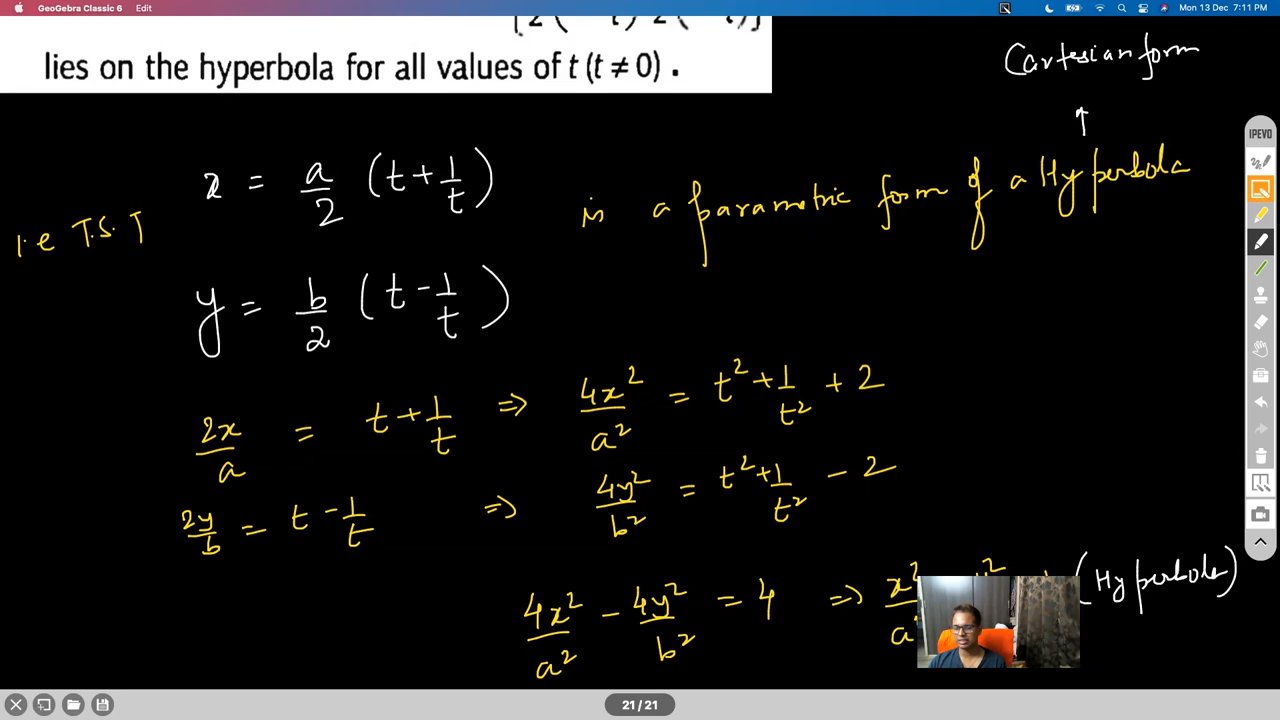 GeoGebra Classic 6 Edit Mon 13 Dec 7:11 PM
lies on the hyperbola for all values of t (t ≠ 0) .
Cartesian form
↑
x = a/2 (t + 1/t) is a parametric form of a Hyperbola
i.e T.S.T
y = b/2 (t - 1/t)
2x/a = t + 1/t ⇒ 4x²/a² = t² + 1/t² + 2
2y/b = t - 1/t ⇒ 4y²/b² = t² + 1/t² - 2
4x²/a² - 4y²/b² = 4 ⇒ x² y² (Hyperbola)
IPEVO
21 / 21